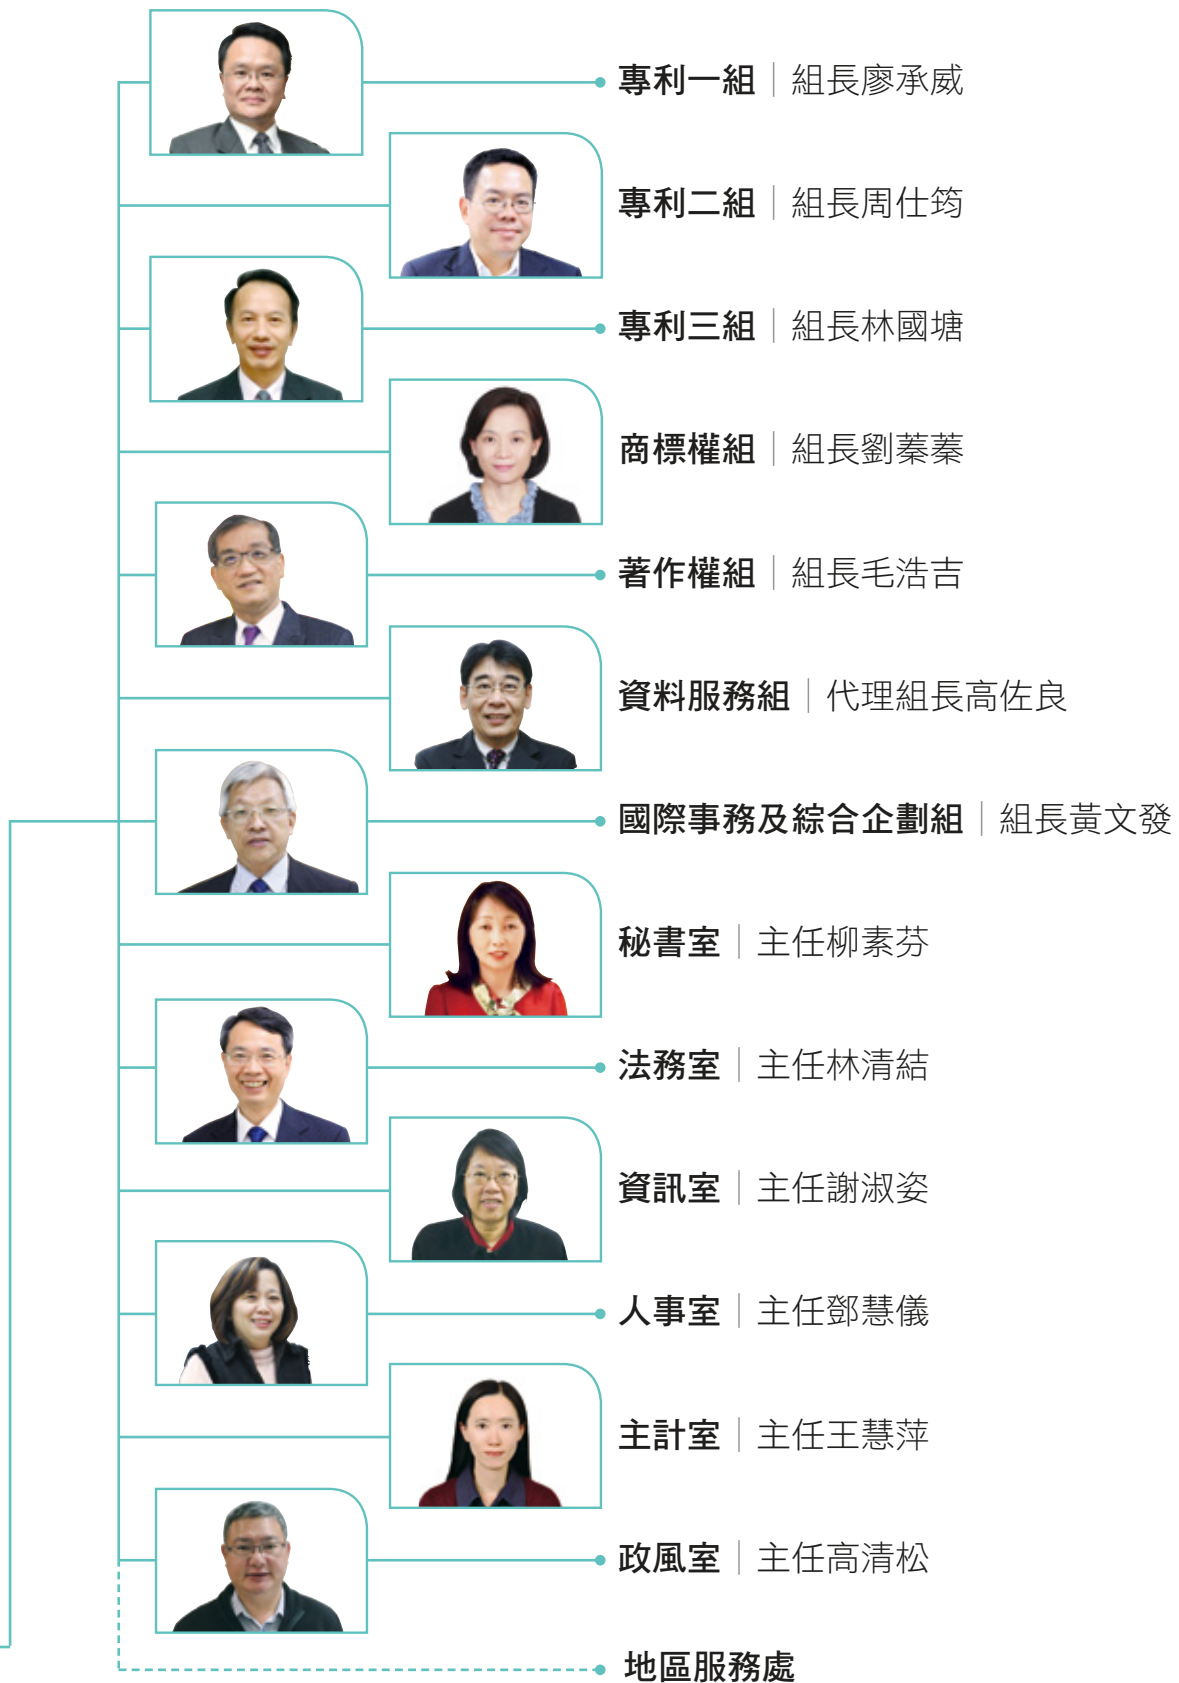 專利一組｜組長廖承威
專利二組｜組長周仕筠
專利三組｜組長林國塘
商標權組｜組長劉蓁蓁
著作權組｜組長毛浩吉
資料服務組｜代理組長高佐良
國際事務及綜合企劃組｜組長黃文發
秘書室｜主任柳素芬
法務室｜主任林清結
資訊室｜主任謝淑姿
人事室｜主任鄧慧儀
主計室｜主任王慧萍
政風室｜主任高清松
地區服務處